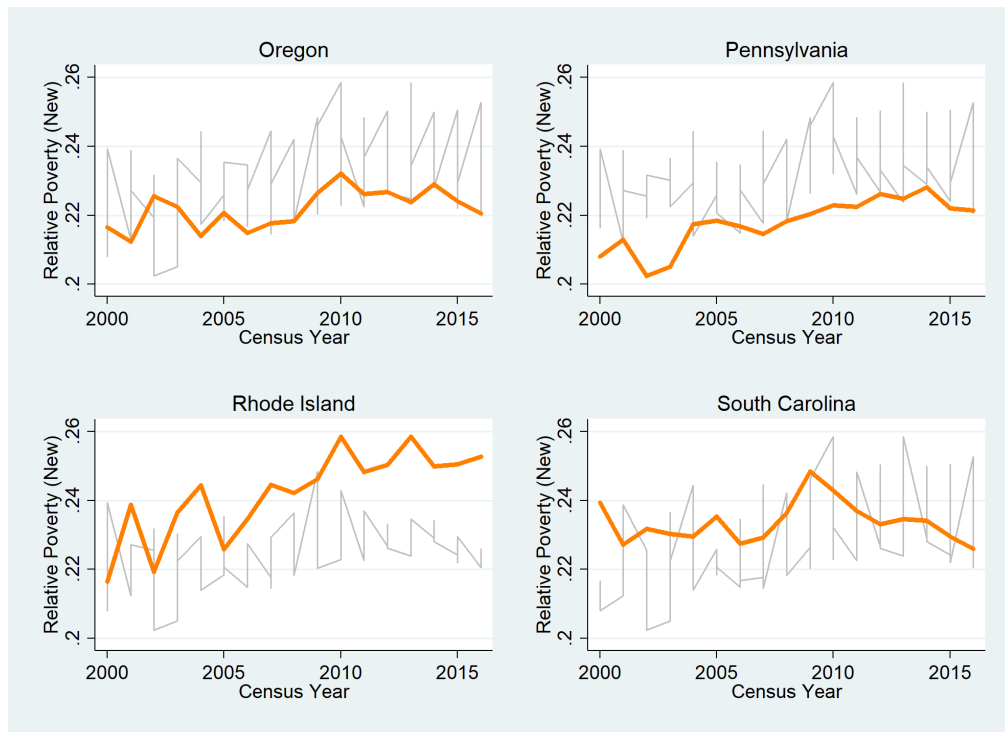 Oregon
Relative Poverty (New)
.26
.24
.22
.2
2000 2005 2010 2015
Census Year
Pennsylvania
Relative Poverty (New)
.26
.24
.22
.2
2000 2005 2010 2015
Census Year
Rhode Island
Relative Poverty (New)
.26
.24
.22
.2
2000 2005 2010 2015
Census Year
South Carolina
Relative Poverty (New)
.26
.24
.22
.2
2000 2005 2010 2015
Census Year